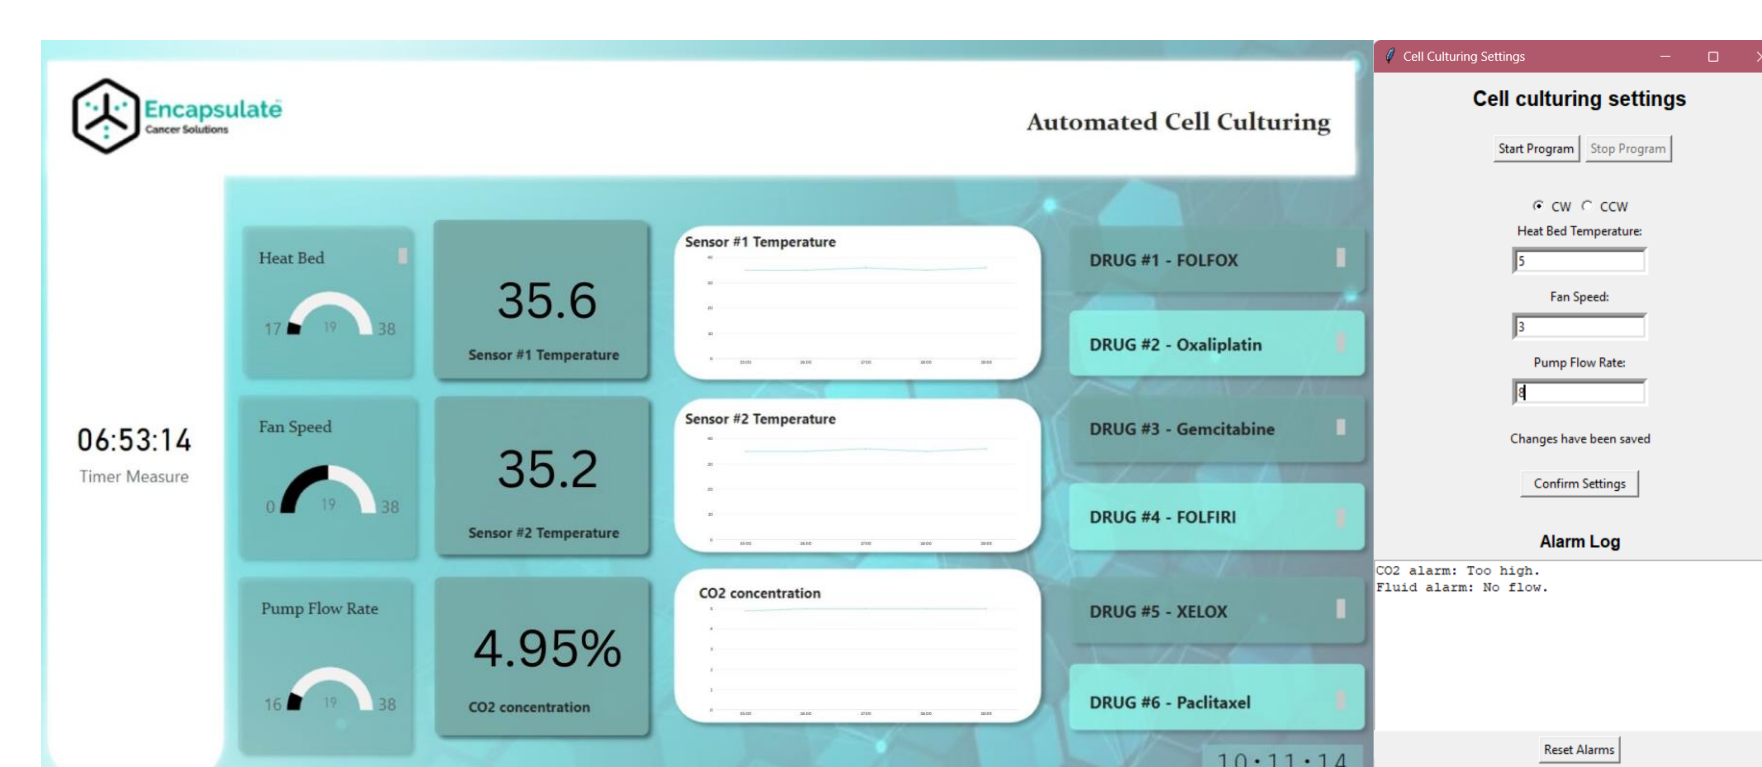 Encapsulate
Cancer Solutions
Automated Cell Culturing
06:53:14
Timer Measure
Heat Bed
17 19 38
Fan Speed
0 19 38
Pump Flow Rate
16 19 38
35.6
Sensor #1 Temperature
35.2
Sensor #2 Temperature
4.95%
CO2 concentration
Sensor #1 Temperature
Sensor #2 Temperature
CO2 concentration
DRUG #1 - FOLFOX
DRUG #2 - Oxaliplatin
DRUG #3 - Gemcitabine
DRUG #4 - FOLFIRI
DRUG #5 - XELOX
DRUG #6 - Paclitaxel
10:11:14
Cell Culturing Settings
Cell culturing settings
Start Program Stop Program
CW CCW
Heat Bed Temperature:
5
Fan Speed:
3
Pump Flow Rate:
8
Changes have been saved
Confirm Settings
Alarm Log
CO2 alarm: Too high.
Fluid alarm: No flow.
Reset Alarms